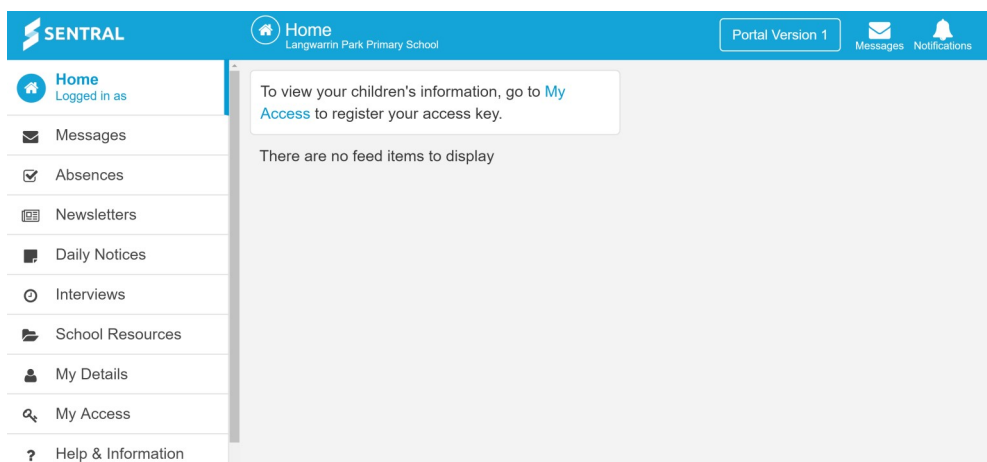 SENTRAL
Home
Langwarrin Park Primary School
Portal Version 1
Messages
Notifications
Home
Logged in as
Messages
Absences
Newsletters
Daily Notices
Interviews
School Resources
My Details
My Access
? Help & Information
To view your children's information, go to My
Access to register your access key.
There are no feed items to display